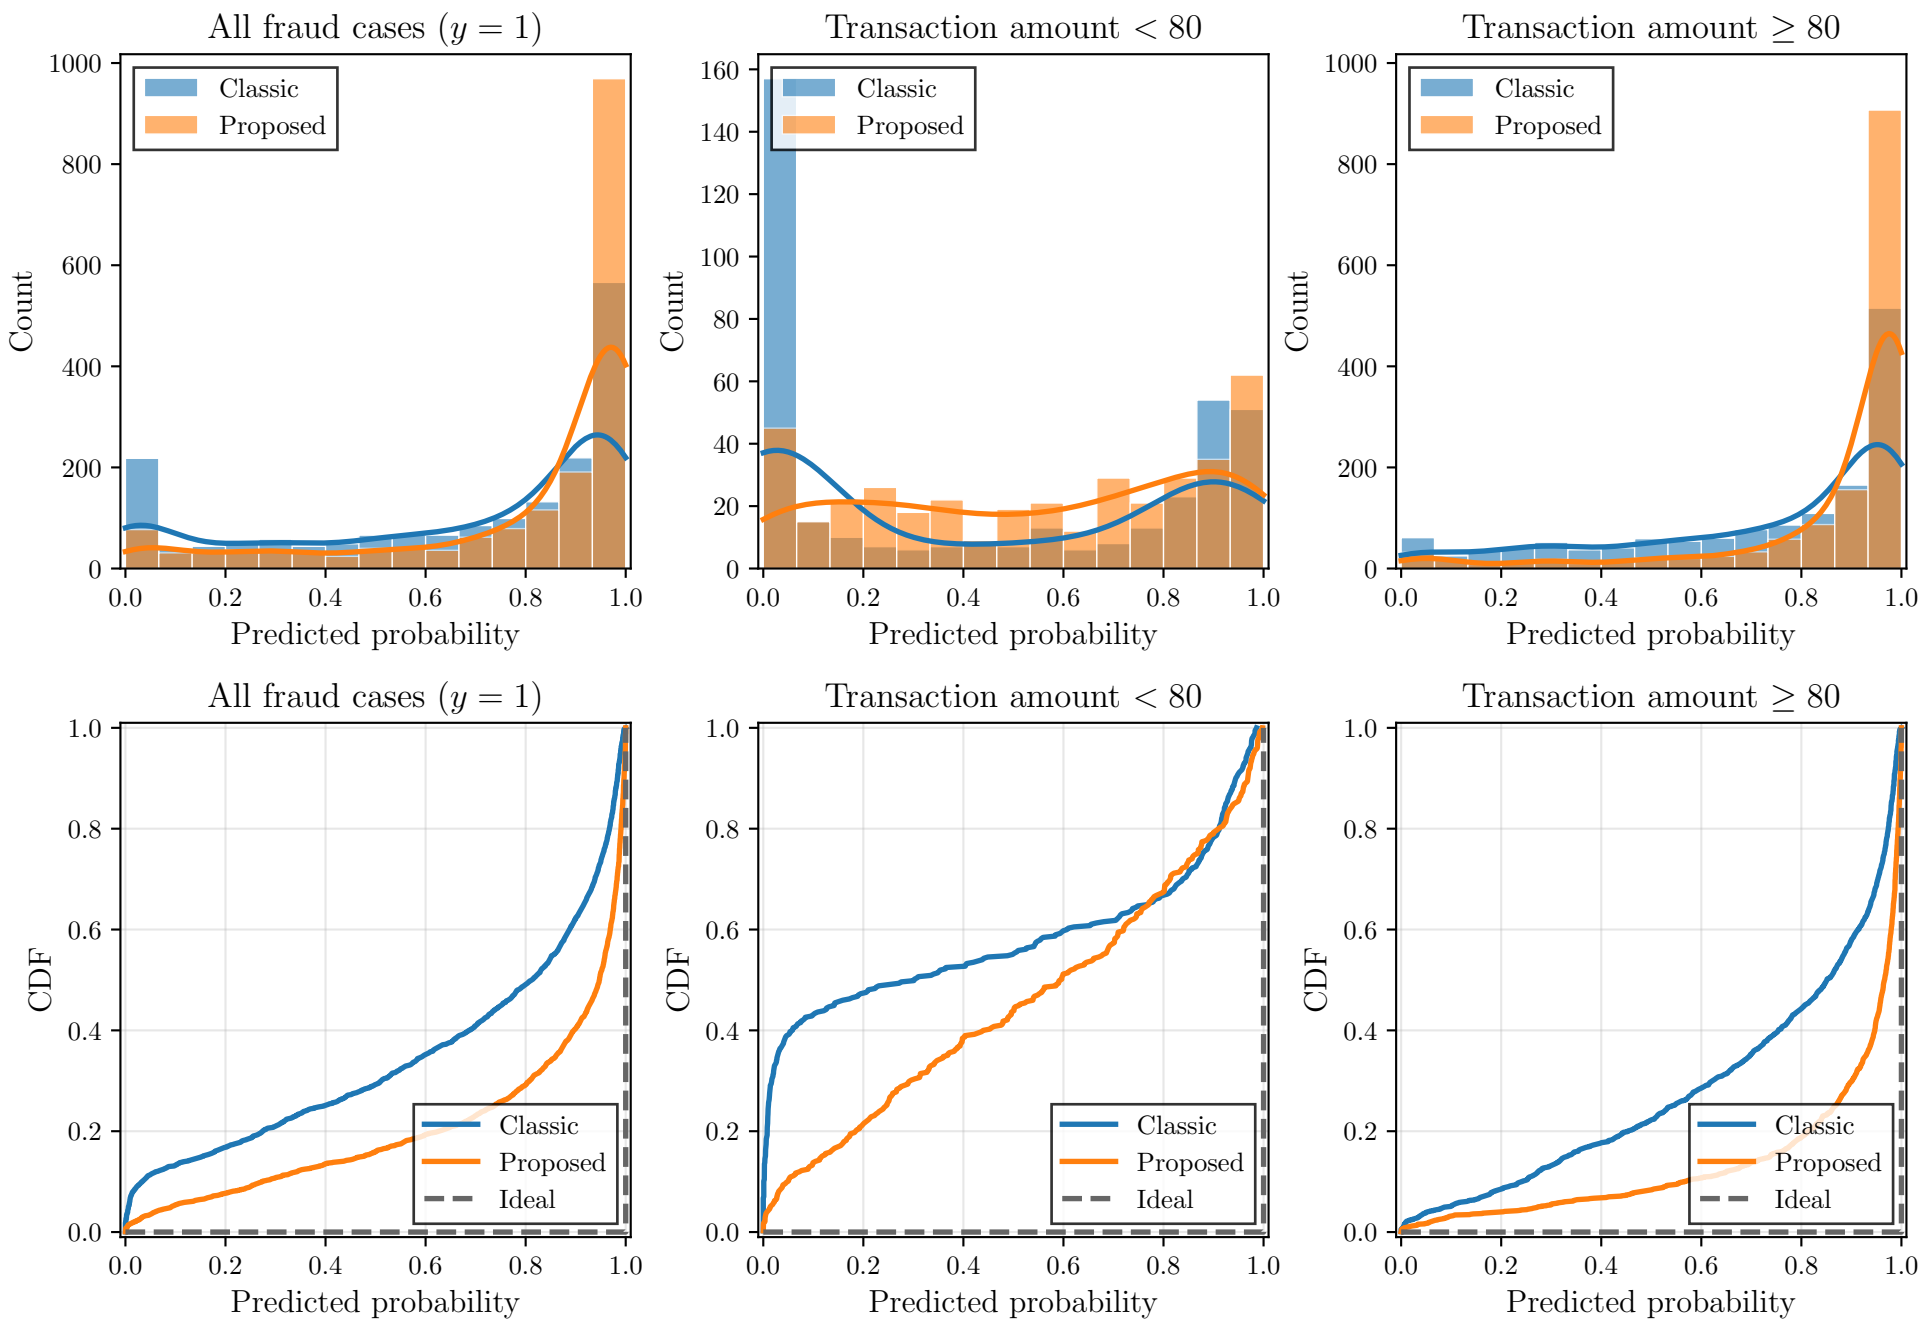 All fraud cases (y = 1)
1000
800
600
400
200
0
Count
Classic
Proposed
0.0 0.2 0.4 0.6 0.8 1.0
Predicted probability
Transaction amount < 80
160
140
120
100
80
60
40
20
0
Count
Classic
Proposed
0.0 0.2 0.4 0.6 0.8 1.0
Predicted probability
Transaction amount ≥ 80
1000
800
600
400
200
0
Count
Classic
Proposed
0.0 0.2 0.4 0.6 0.8 1.0
Predicted probability
All fraud cases (y = 1)
1.0
0.8
0.6
0.4
0.2
0.0
CDF
Classic
Proposed
Ideal
0.0 0.2 0.4 0.6 0.8 1.0
Predicted probability
Transaction amount < 80
1.0
0.8
0.6
0.4
0.2
0.0
CDF
Classic
Proposed
Ideal
0.0 0.2 0.4 0.6 0.8 1.0
Predicted probability
Transaction amount ≥ 80
1.0
0.8
0.6
0.4
0.2
0.0
CDF
Classic
Proposed
Ideal
0.0 0.2 0.4 0.6 0.8 1.0
Predicted probability